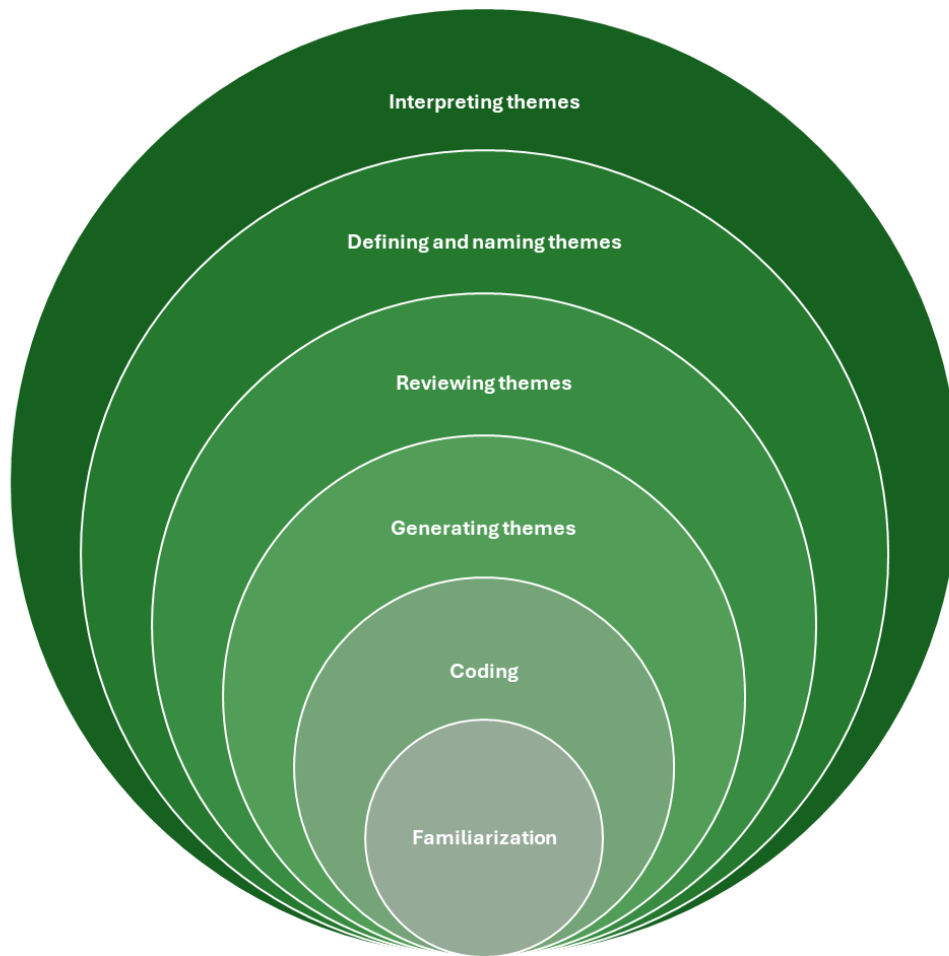 Interpreting themes
Defining and naming themes
Reviewing themes
Generating themes
Coding
Familiarization